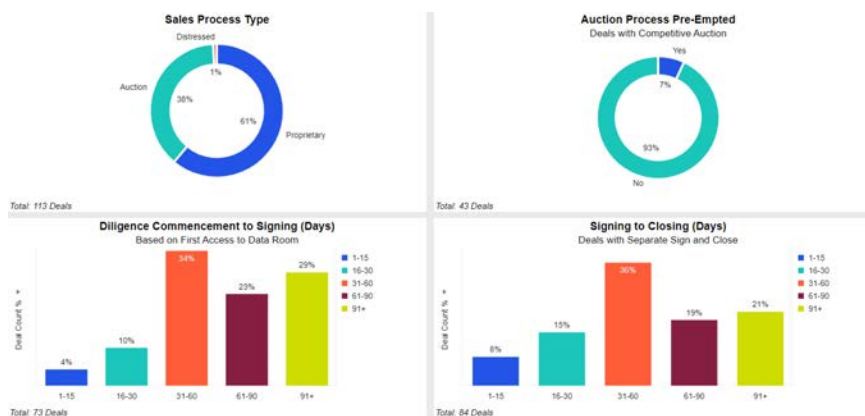 Sales Process Type
Distressed
1%
Auction
38%
61%
Proprietary
Total: 113 Deals
Auction Process Pre-Empted
Deals with Competitive Auction
Yes
7%
93%
No
Total: 43 Deals
Diligence Commencement to Signing (Days)
Based on First Access to Data Room
Deal Count %
4%
10%
34%
23%
29%
1-15
16-30
31-60
61-90
91+
1-15 16-30 31-60 61-90 91+
Total: 73 Deals
Signing to Closing (Days)
Deals with Separate Sign and Close
Deal Count %
8%
15%
36%
19%
21%
1-15
16-30
31-60
61-90
91+
1-15 16-30 31-60 61-90 91+
Total: 84 Deals